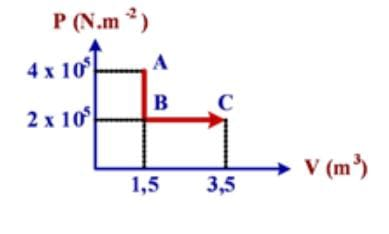 P (N.m⁻²)
4 x 10⁵ A
B C
2 x 10⁵
V (m³)
1,5 3,5